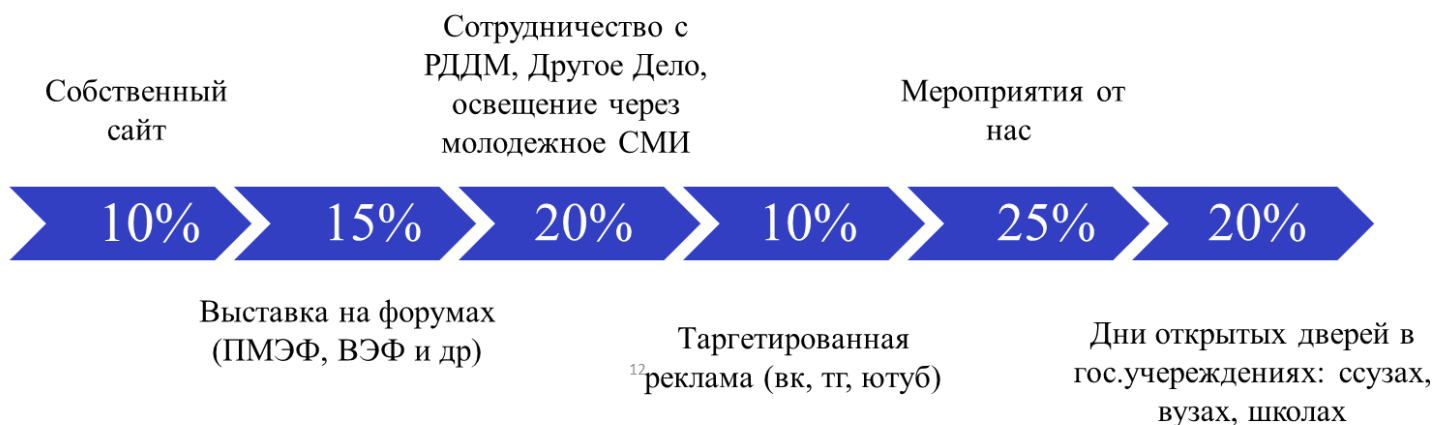 Собственный
сайт
Сотрудничество с
РДДМ, Другое Дело,
освещение через
молодежное СМИ
Мероприятия от
нас
10%
15%
20%
10%
25%
20%
Выставка на форумах
(ПМЭФ, ВЭФ и др)
Таргетированная
реклама (вк, тг, ютуб)
12
Дни открытых дверей в
гос.учереждениях: ссузах,
вузах, школах